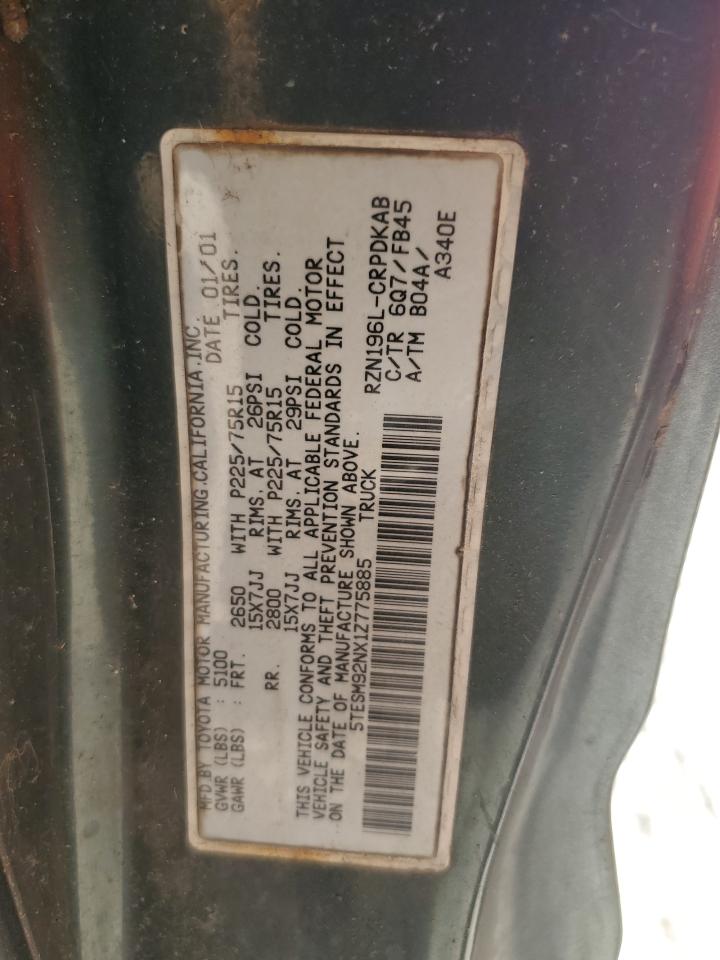 MFD.BY TOYOTA MOTOR MANUFACTURING.CALIFORNIA.INC.
GVWR (LBS) : 5100 DATE 01/01
GAWR (LBS) : FRT. 2650 WITH P225/75R15 TIRES.
15X7JJ RIMS. AT 26PSI COLD.
RR. 2800 WITH P225/75R15 TIRES.
15X7JJ RIMS. AT 29PSI COLD.
THIS VEHICLE CONFORMS TO ALL APPLICABLE FEDERAL MOTOR
VEHICLE SAFETY AND THEFT PREVENTION STANDARDS IN EFFECT
ON THE DATE OF MANUFACTURE SHOWN ABOVE.
5TESM92NX1Z775885 TRUCK
RZN196L-CRPDKAB
C/TR 6Q7/FB45
A/TM B04A/
A340E